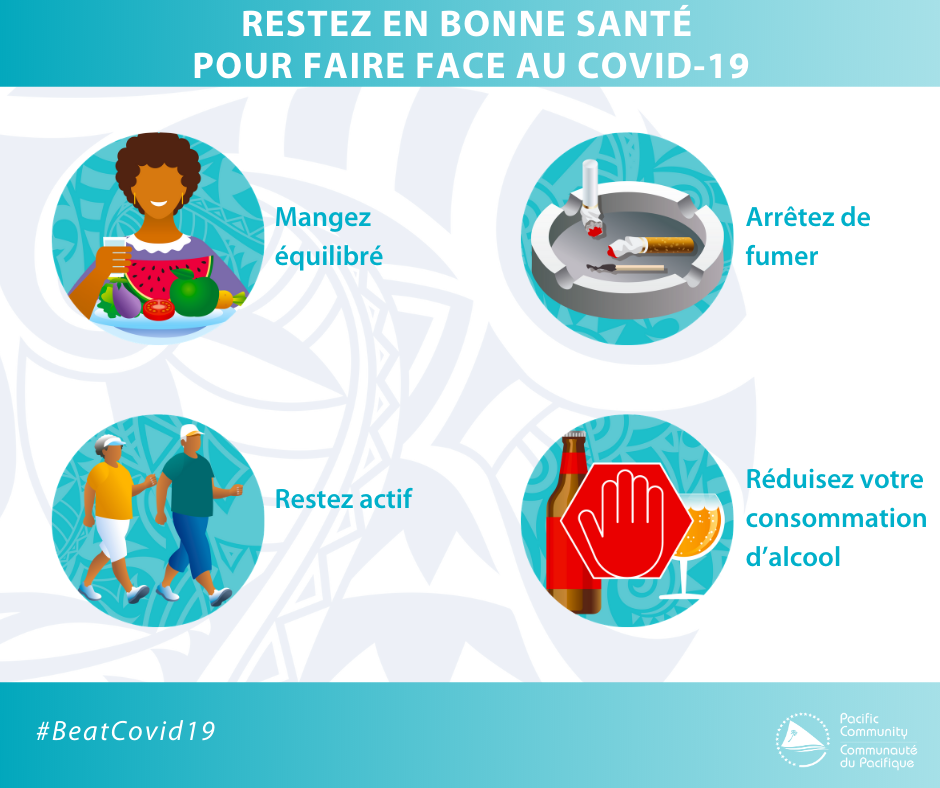 RESTEZ EN BONNE SANTÉ
POUR FAIRE FACE AU COVID-19
Mangez
équilibré
Arrêtez de
fumer
Restez actif
Réduisez votre
consommation
d'alcool
#BeatCovid19
Pacific
Community
Communauté
du Pacifique